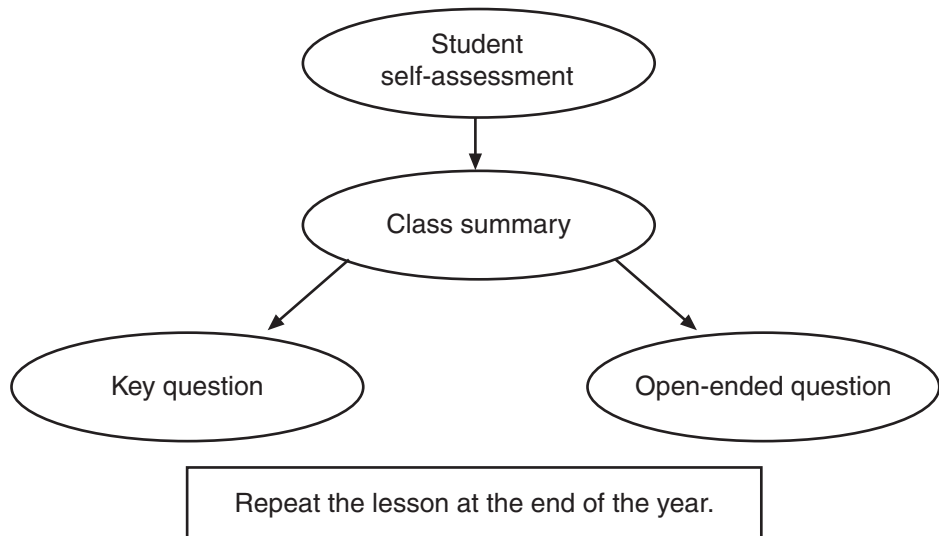 Student
self-assessment
Class summary
Key question
Open-ended question
Repeat the lesson at the end of the year.